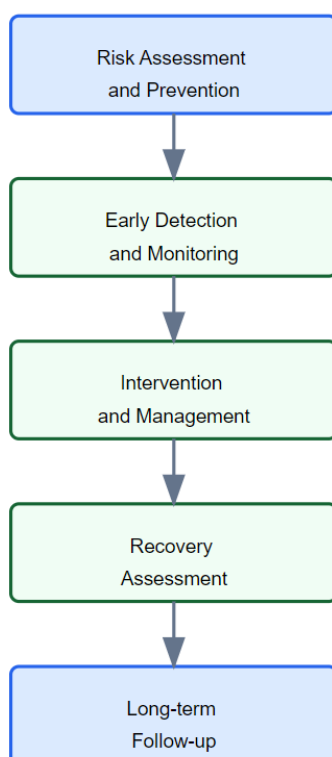 Risk Assessment
and Prevention
Early Detection
and Monitoring
Intervention
and Management
Recovery
Assessment
Long-term
Follow-up